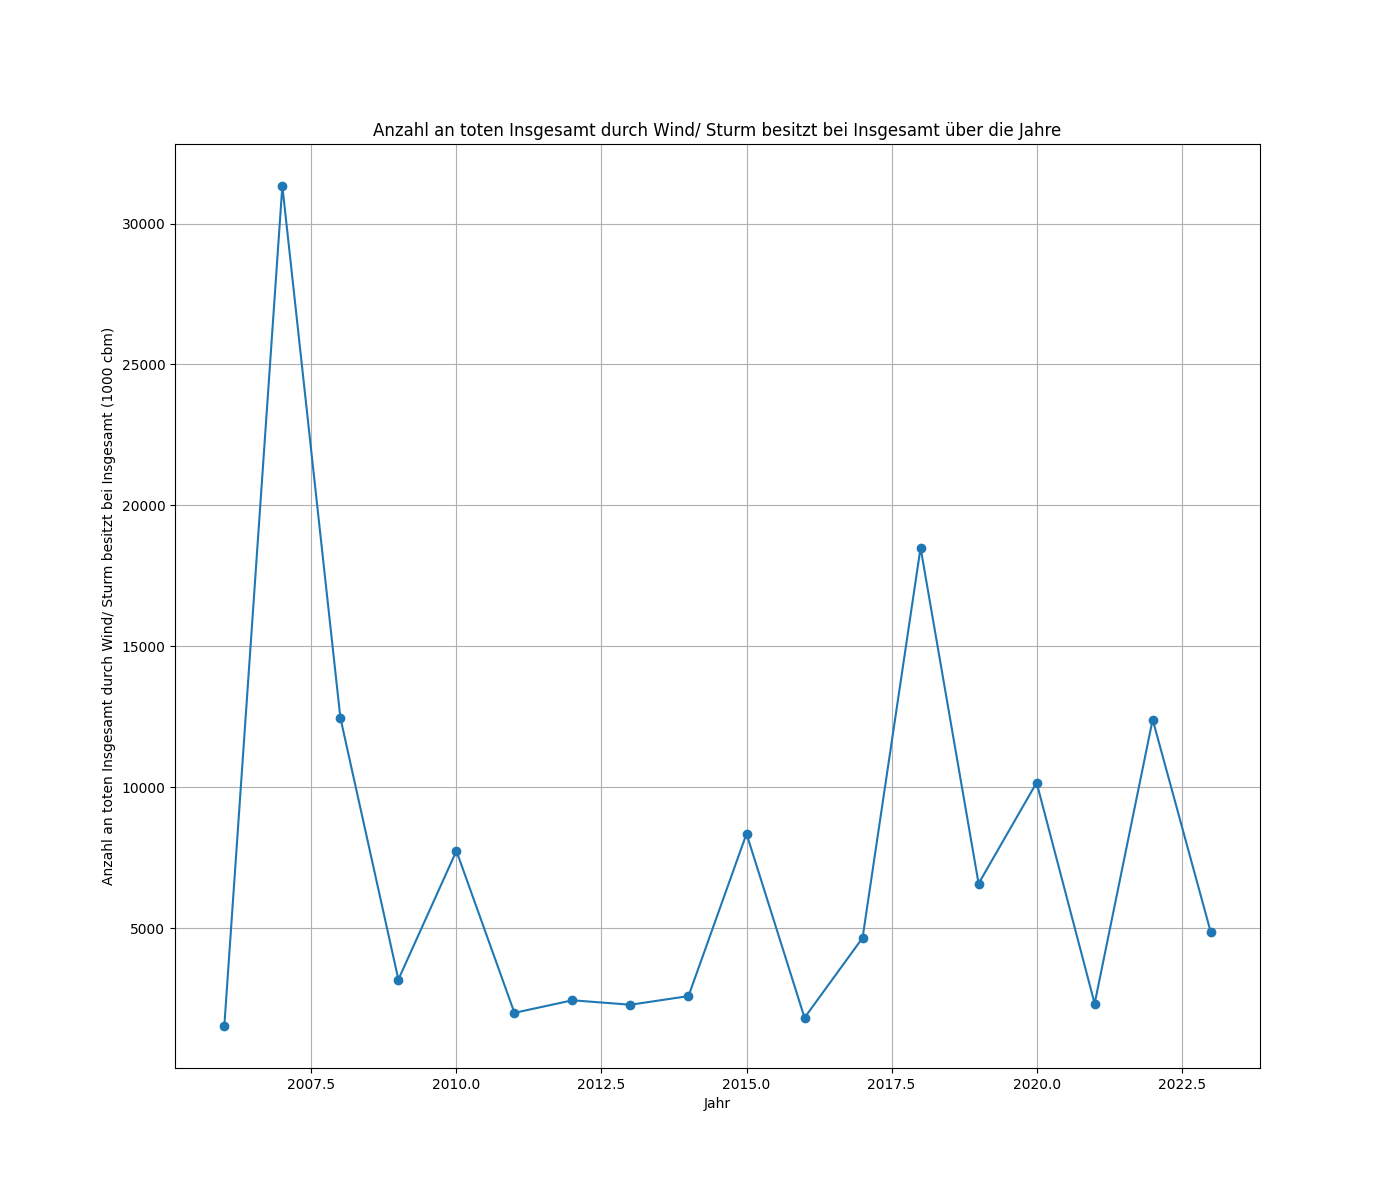 Anzahl an toten Insgesamt durch Wind/ Sturm besitzt bei Insgesamt über die Jahre
Anzahl an toten Insgesamt durch Wind/ Sturm besitzt bei Insgesamt (1000 cbm)
30000
25000
20000
15000
10000
5000
2007.5 2010.0 2012.5 2015.0 2017.5 2020.0 2022.5
Jahr